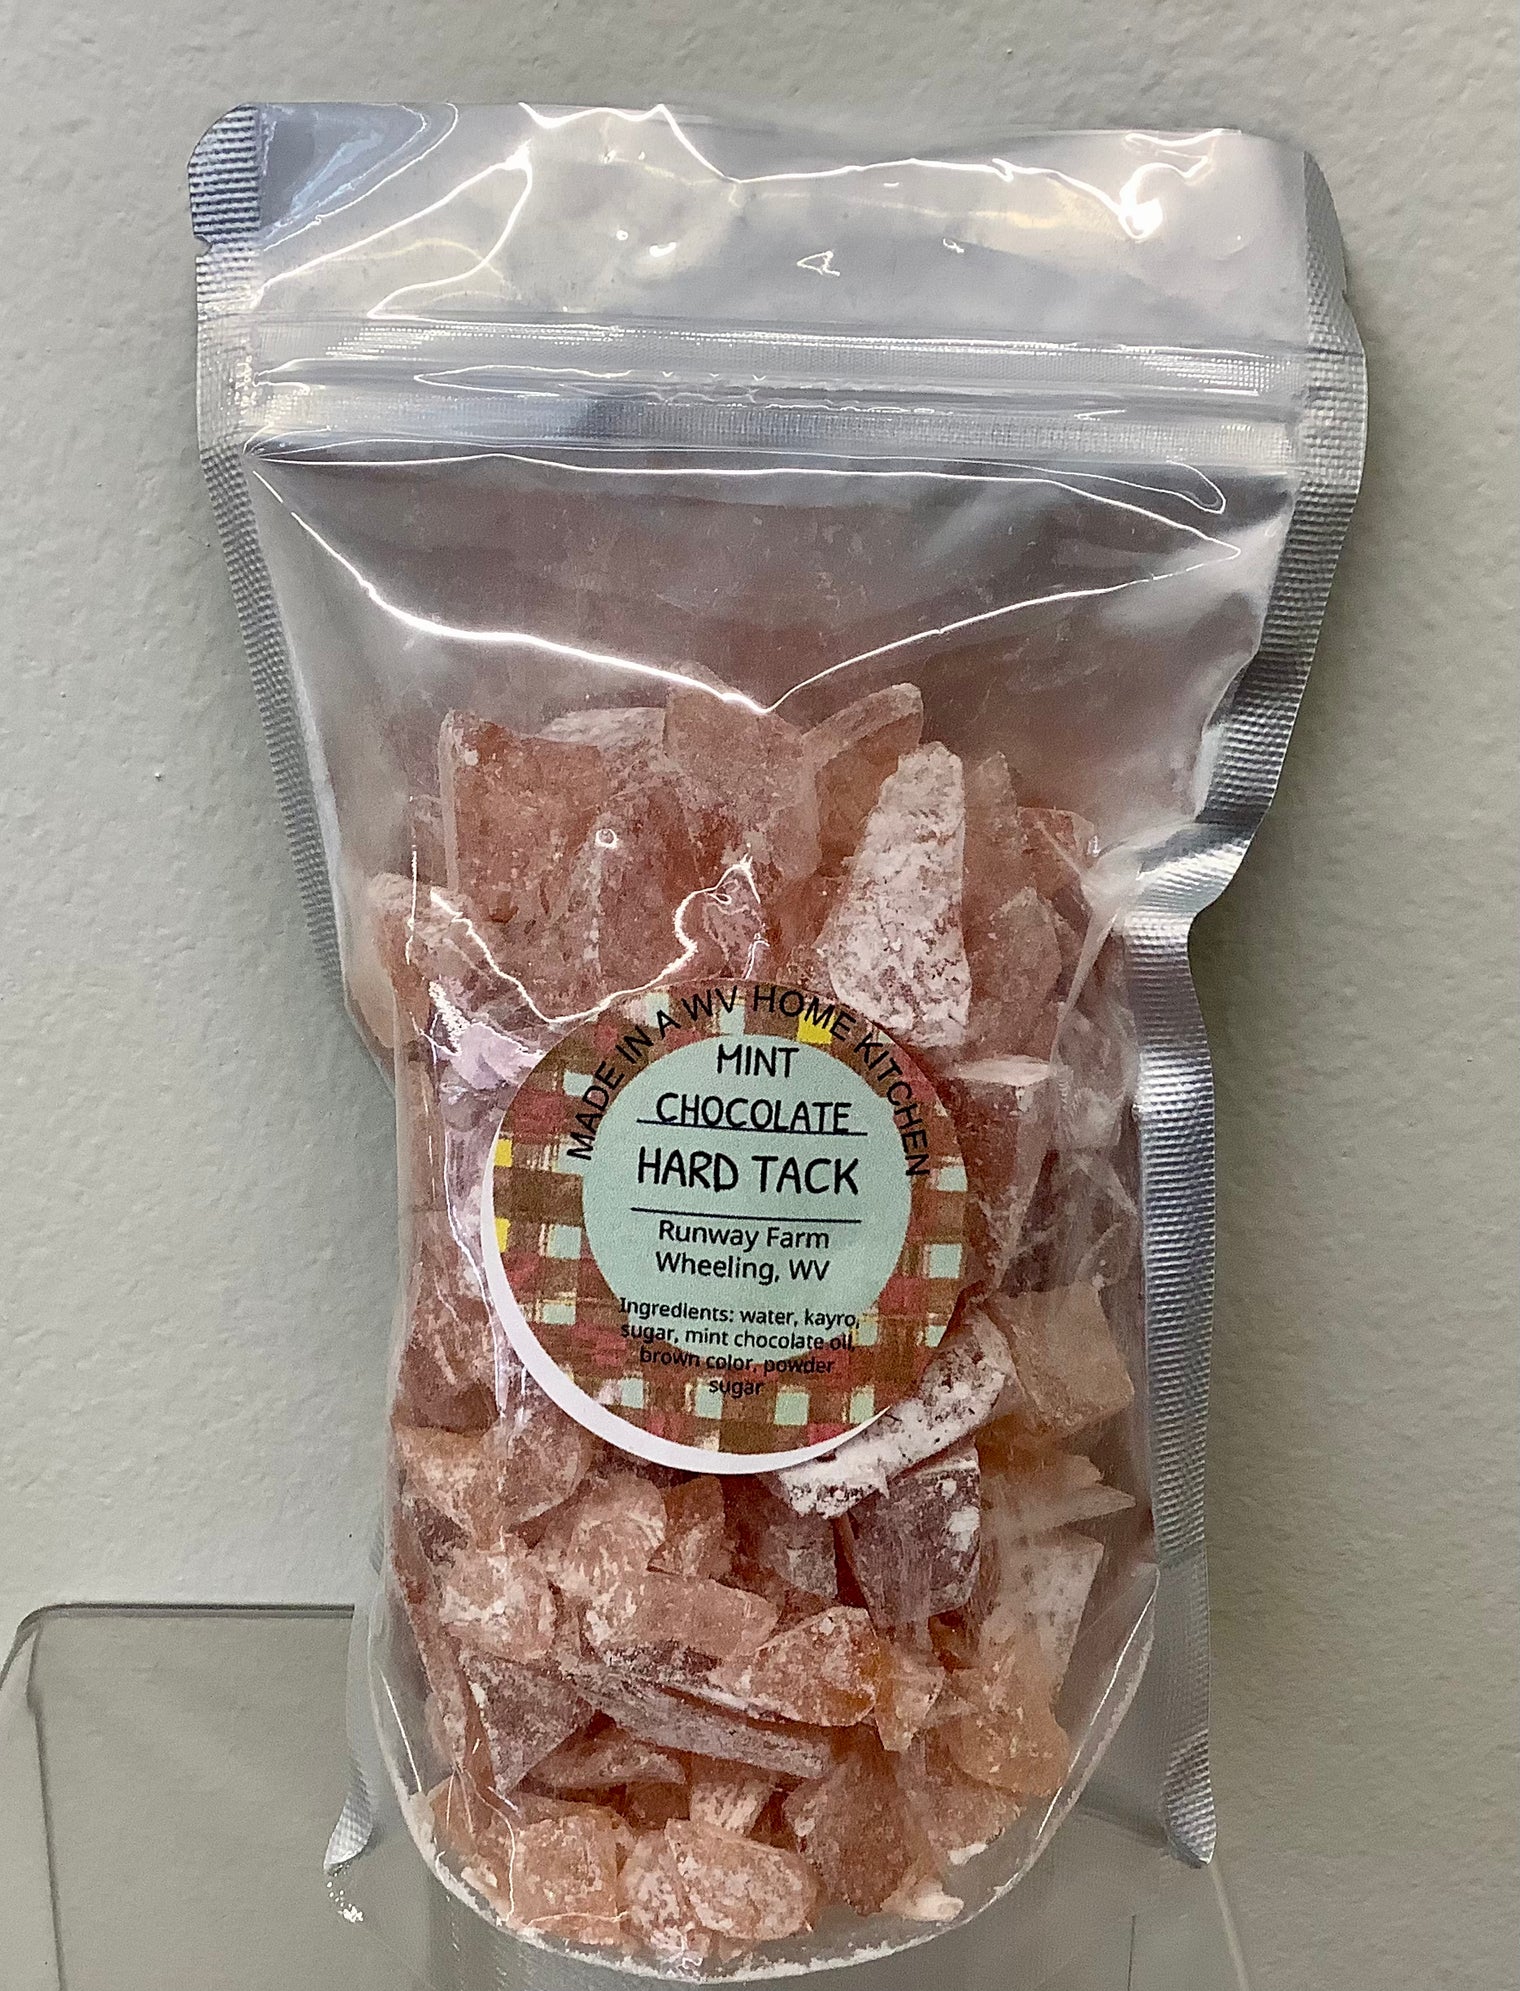 MADE IN A WV HOME KITCHEN
MINT
CHOCOLATE
HARD TACK
Runway Farm
Wheeling, WV
Ingredients: water, kayro,
sugar, mint chocolate oil,
brown color, powder
sugar